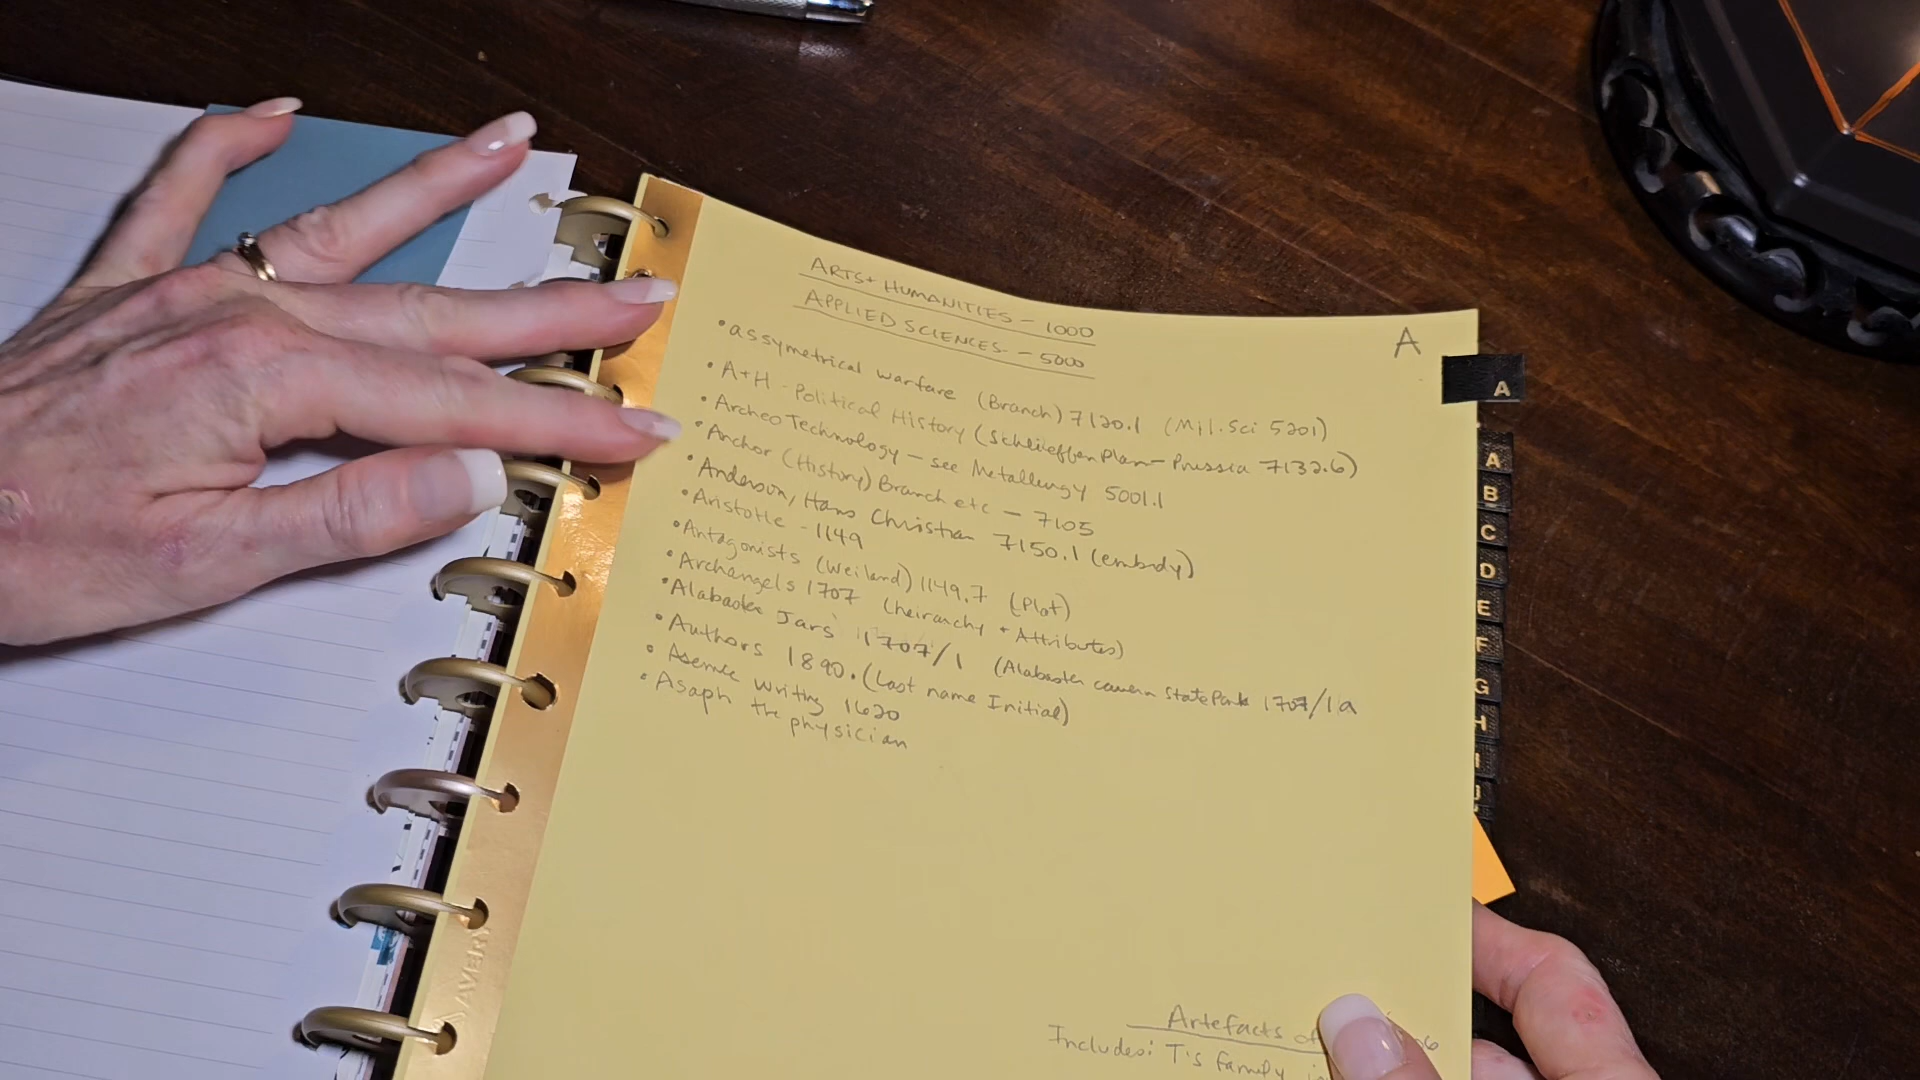 ARTS + HUMANITIES - 1000
APPLIED SCIENCES - 5000
A
• assymetrical warfare (Branch) 7120.1 (Mil. Sci 5201)
• A+H - Political History (Schlieffen Plan - Prussia 7132.6)
• ArcheoTechnology - see Metallurgy 5001.1
• Anchor (History) Branch etc - 7105
• Anderson, Hans Christian 7150.1 (embody)
• Aristotle - 1149
• Antagonists (Weiland) 1149.7 (Plot)
• Archangels 1707 (heirarchy + Attributes)
• Alabaster Jars 1707/1 (Alabaster cavern State Park 1707/1a
• Authors 1890. (Last name Initial)
• Asemic writing 1620
• Asaph the physician
Artefacts of
Includes: T's family
A
A
B
C
D
E
F
G
H
I
J
AVERY